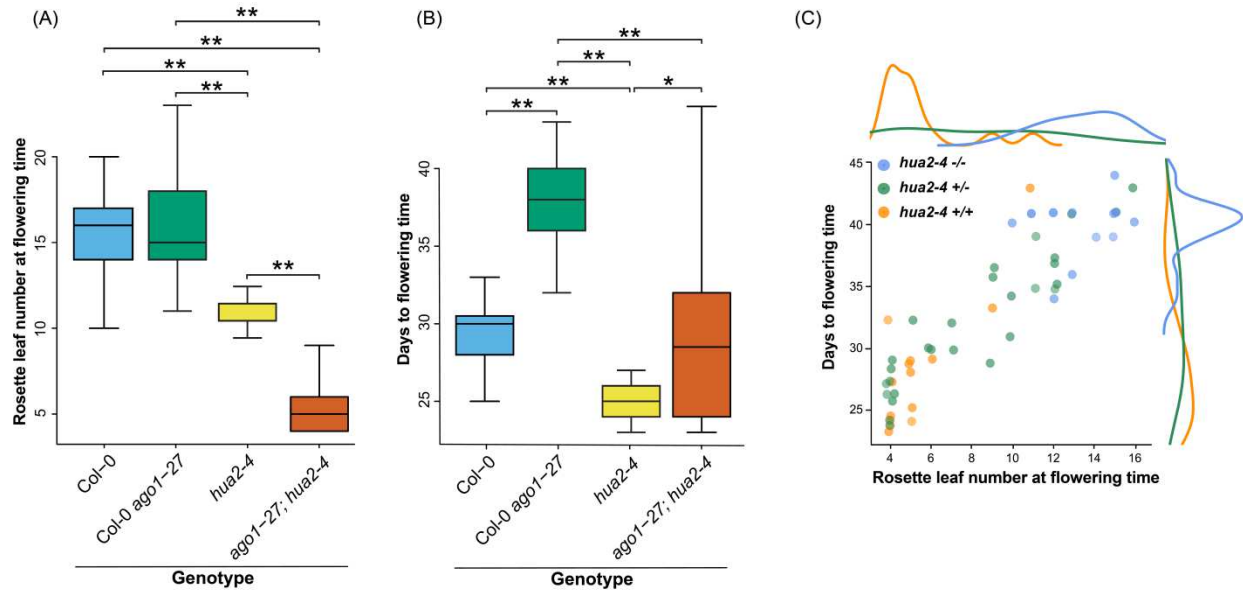 (A)
**
**
**
**
**
Rosette leaf number at flowering time
20
15
10
5
Col−0
Col-0 ago1−27
hua2-4
ago1−27; hua2-4
Genotype
(B)
**
**
**
*
**
Days to flowering time
40
35
30
25
Col−0
Col-0 ago1−27
hua2-4
ago1−27; hua2-4
Genotype
(C)
hua2-4 -/-
hua2-4 +/-
hua2-4 +/+
Days to flowering time
45
40
35
30
25
4 6 8 10 12 14 16
Rosette leaf number at flowering time